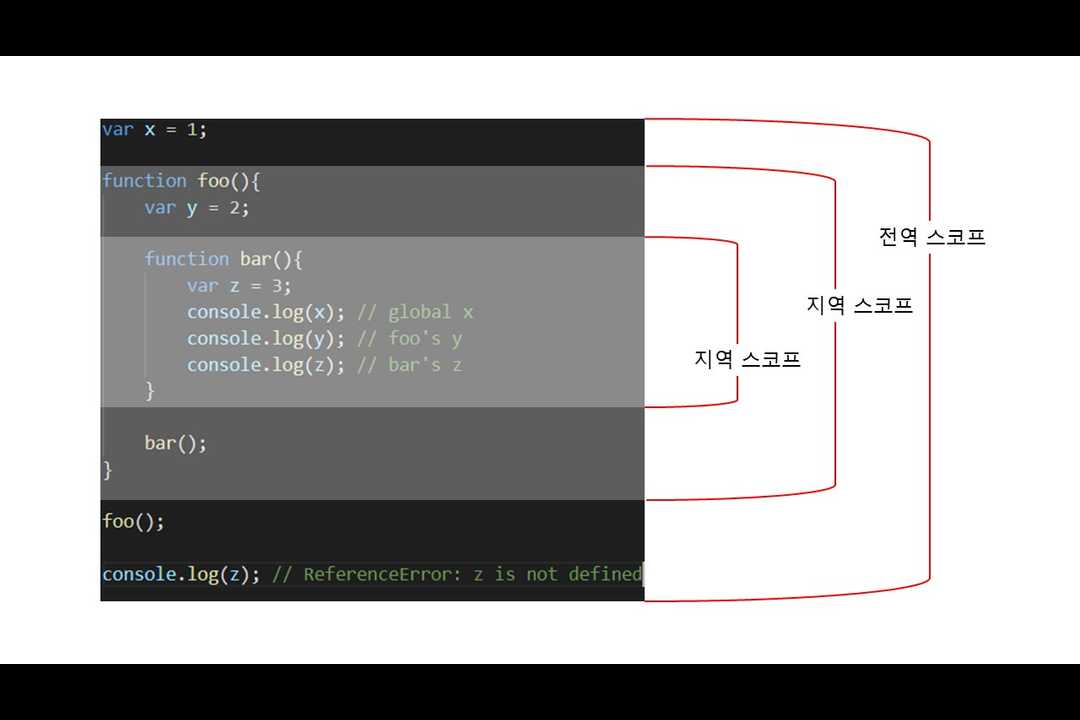 var x = 1;
function foo(){
    var y = 2;
    function bar(){
        var z = 3;
        console.log(x); // global x
        console.log(y); // foo's y
        console.log(z); // bar's z
    }
    bar();
}
foo();
console.log(z); // ReferenceError: z is not defined
전역 스코프
지역 스코프
지역 스코프